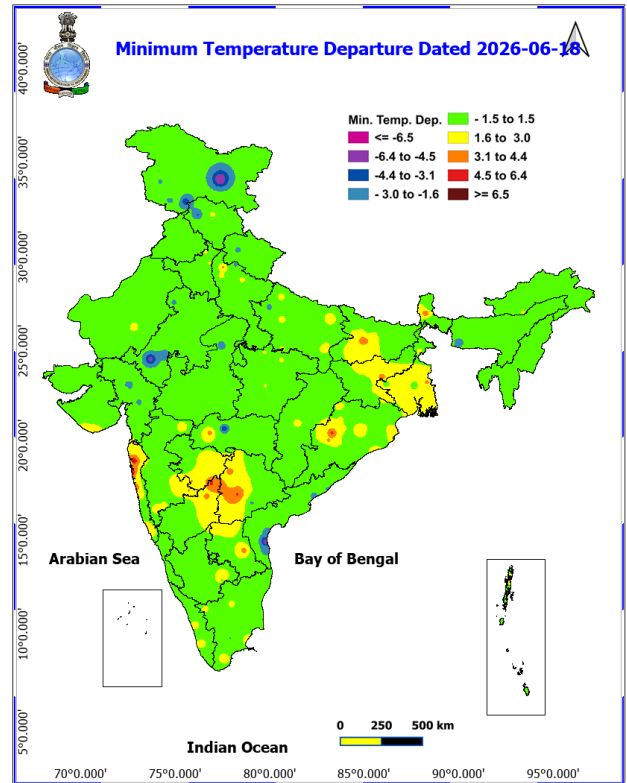 Minimum Temperature Departure Dated 2026-06-18
Min. Temp. Dep.
<= -6.5
-6.4 to -4.5
-4.4 to -3.1
- 3.0 to -1.6
- 1.5 to 1.5
1.6 to 3.0
3.1 to 4.4
4.5 to 6.4
>= 6.5
40°0.000'
35°0.000'
30°0.000'
25°0.000'
20°0.000'
15°0.000'
10°0.000'
5°0.000'
Arabian Sea
Bay of Bengal
Indian Ocean
0 250 500 km
70°0.000' 75°0.000' 80°0.000' 85°0.000' 90°0.000' 95°0.000'